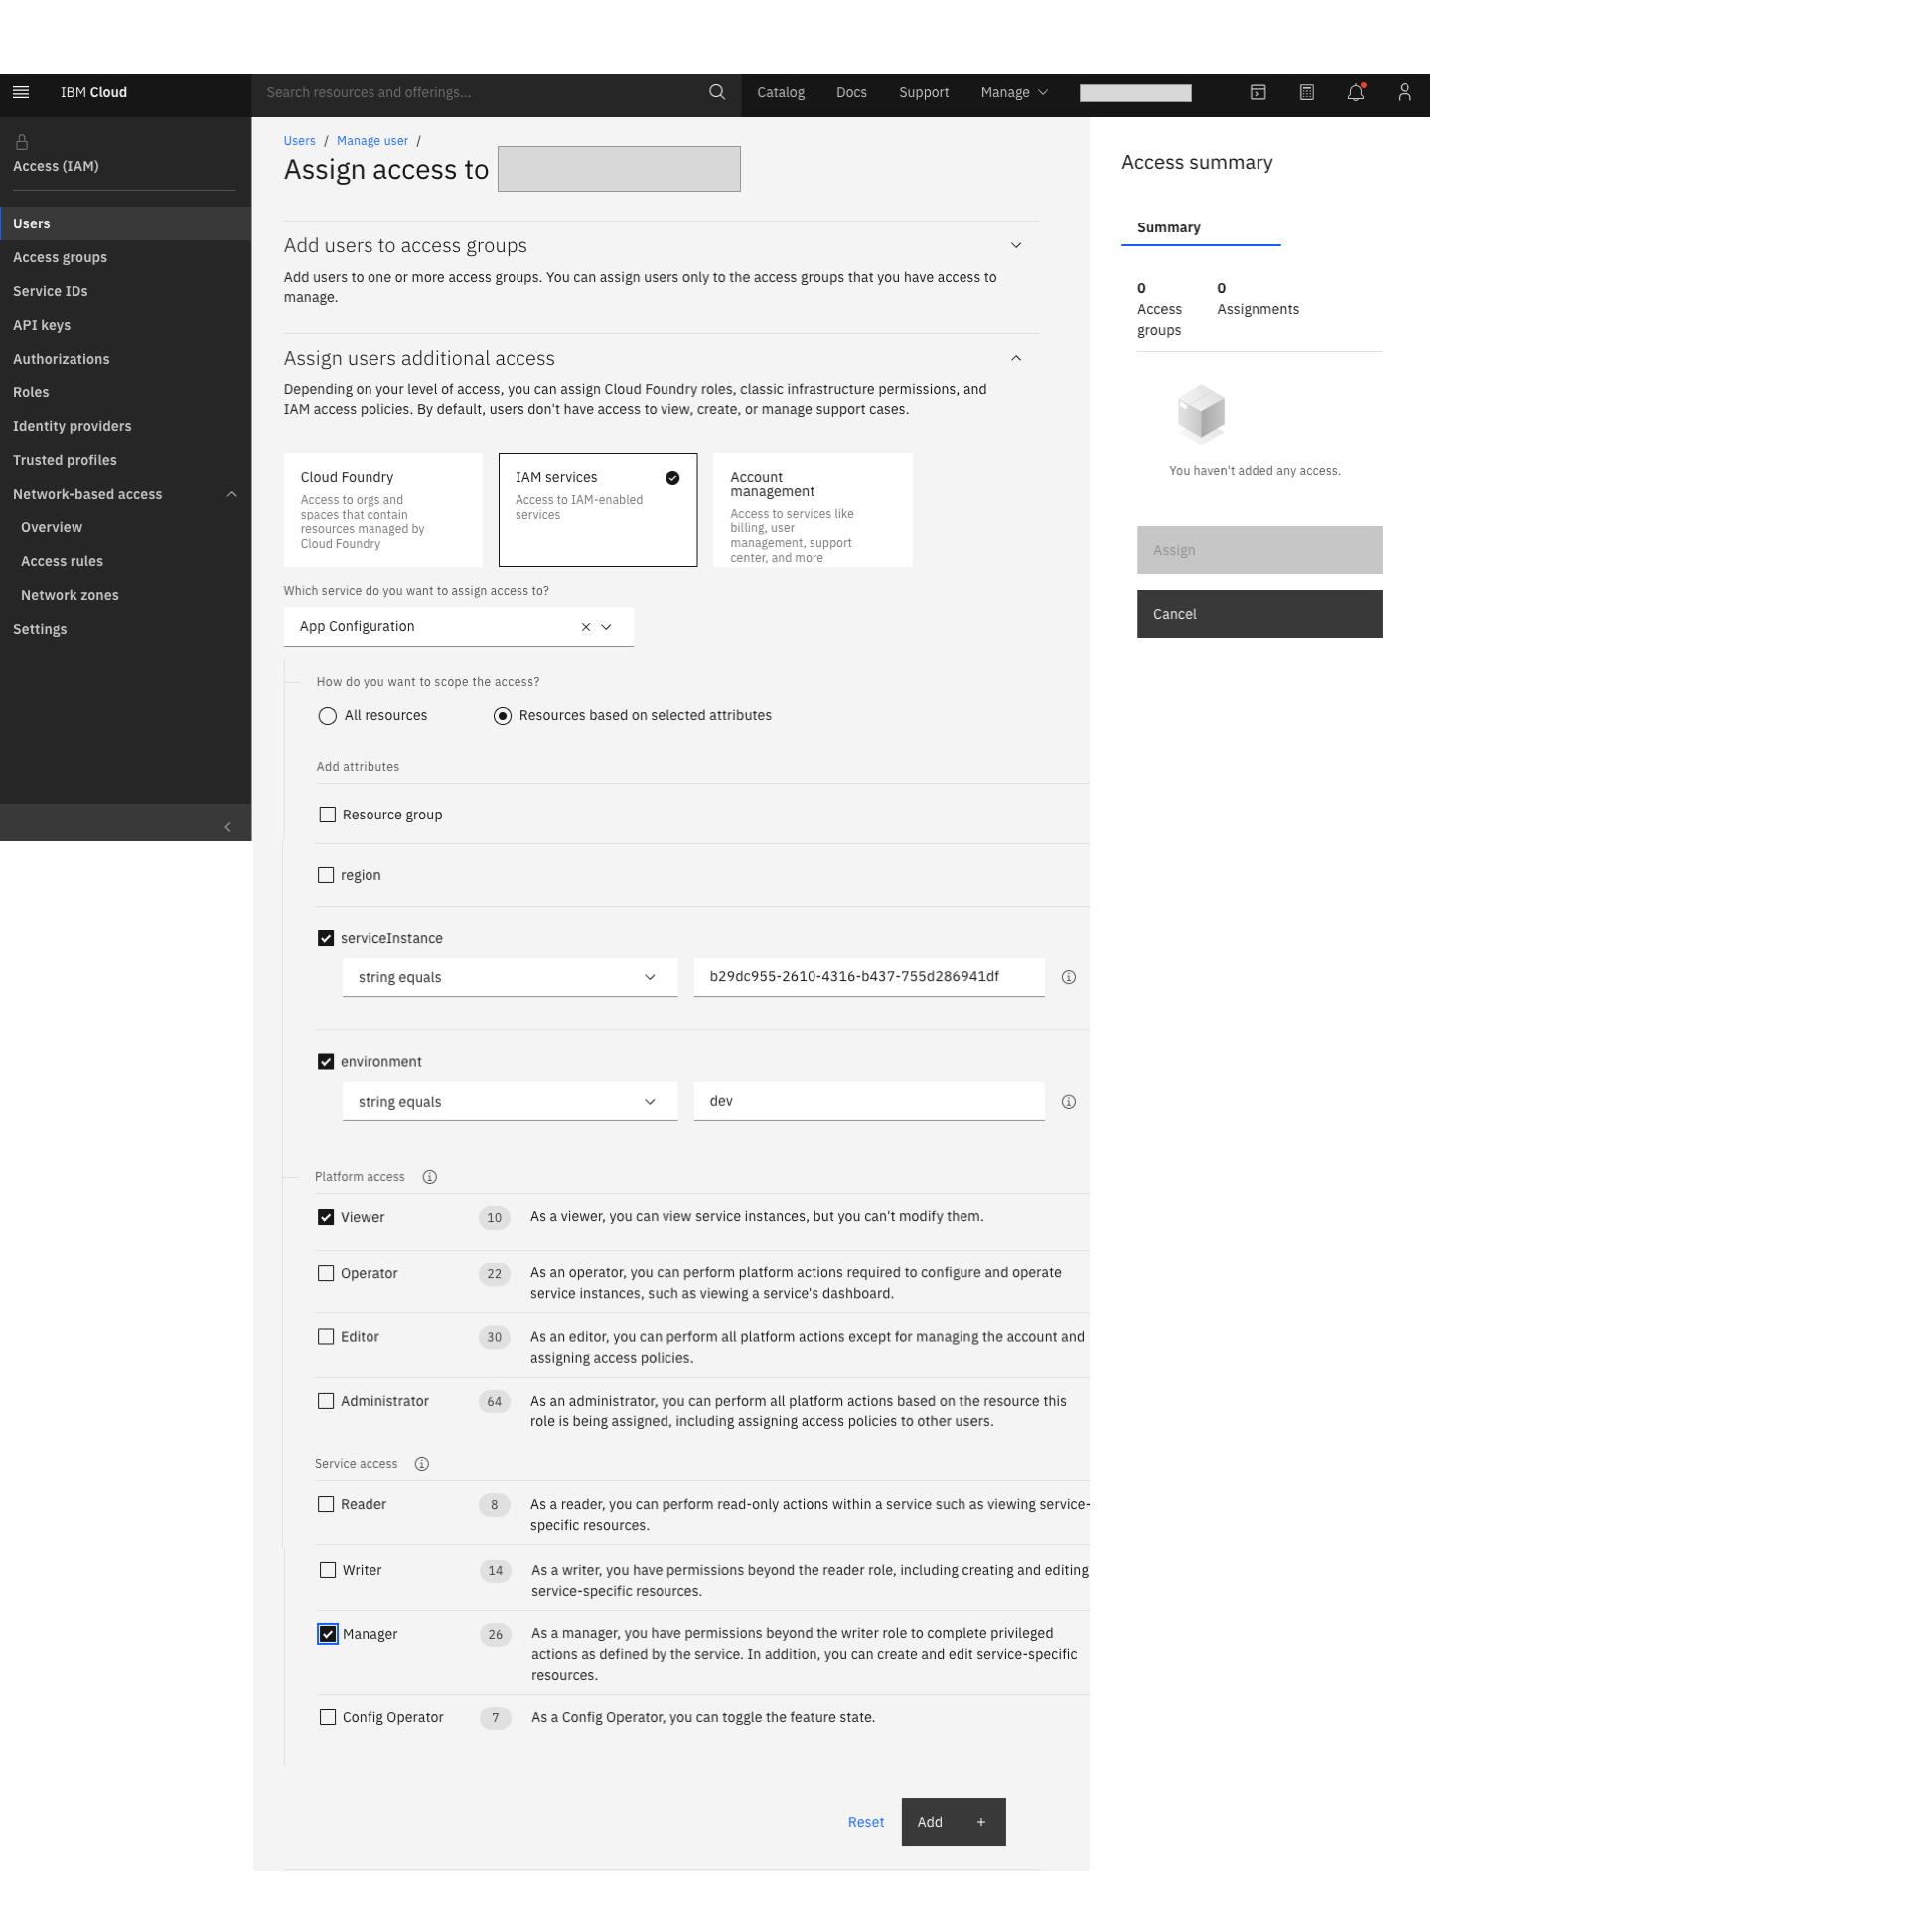 IBM Cloud
Search resources and offerings...
Catalog
Docs
Support
Manage
Access (IAM)
Users
Access groups
Service IDs
API keys
Authorizations
Roles
Identity providers
Trusted profiles
Network-based access
Overview
Access rules
Network zones
Settings
Users / Manage user /
Assign access to
Add users to access groups
Add users to one or more access groups. You can assign users only to the access groups that you have access to
manage.
Assign users additional access
Depending on your level of access, you can assign Cloud Foundry roles, classic infrastructure permissions, and
IAM access policies. By default, users don't have access to view, create, or manage support cases.
Cloud Foundry
Access to orgs and
spaces that contain
resources managed by
Cloud Foundry
IAM services
Access to IAM-enabled
services
Account
management
Access to services like
billing, user
management, support
center, and more
Which service do you want to assign access to?
App Configuration
How do you want to scope the access?
All resources
Resources based on selected attributes
Add attributes
Resource group
region
serviceInstance
string equals
b29dc955-2610-4316-b437-755d286941df
environment
string equals
dev
Platform access
Viewer 10 As a viewer, you can view service instances, but you can't modify them.
Operator 22 As an operator, you can perform platform actions required to configure and operate
service instances, such as viewing a service's dashboard.
Editor 30 As an editor, you can perform all platform actions except for managing the account and
assigning access policies.
Administrator 64 As an administrator, you can perform all platform actions based on the resource this
role is being assigned, including assigning access policies to other users.
Service access
Reader 8 As a reader, you can perform read-only actions within a service such as viewing service-
specific resources.
Writer 14 As a writer, you have permissions beyond the reader role, including creating and editing
service-specific resources.
Manager 26 As a manager, you have permissions beyond the writer role to complete privileged
actions as defined by the service. In addition, you can create and edit service-specific
resources.
Config Operator 7 As a Config Operator, you can toggle the feature state.
Reset
Add +
Access summary
Summary
0
Access
groups
0
Assignments
You haven't added any access.
Assign
Cancel